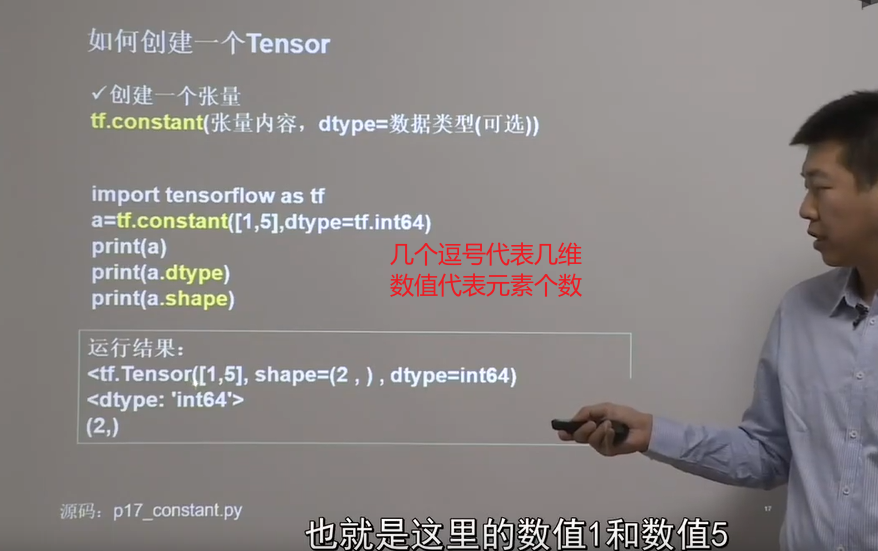 如何创建一个Tensor
✓创建一个张量
tf.constant(张量内容，dtype=数据类型(可选))
import tensorflow as tf
a=tf.constant([1,5],dtype=tf.int64)
print(a)
print(a.dtype)
print(a.shape)
几个逗号代表几维
数值代表元素个数
运行结果：
<tf.Tensor([1,5], shape=(2 , ) , dtype=int64)
<dtype: 'int64'>
(2,)
源码：p17_constant.py
17
也就是这里的数值1和数值5